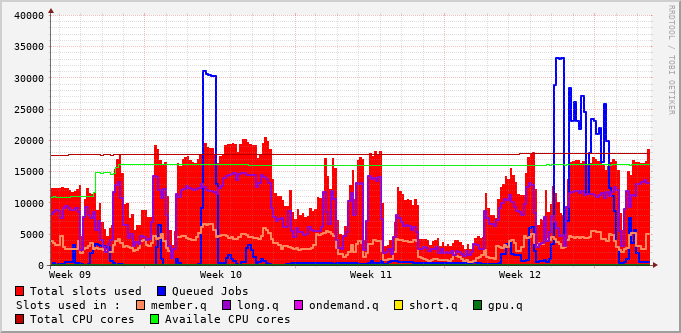 40000
35000
30000
25000
20000
15000
10000
5000
0
Week 09 Week 10 Week 11 Week 12
RRDTOOL / TOBI OETIKER
Total slots used Queued Jobs
Slots used in : member.q long.q ondemand.q short.q gpu.q
Total CPU cores Availale CPU cores